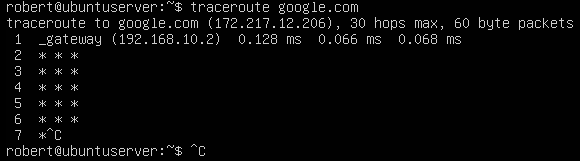 robert@ubuntuserver:~$ traceroute google.com
traceroute to google.com (172.217.12.206), 30 hops max, 60 byte packets
 1  _gateway (192.168.10.2)  0.128 ms  0.066 ms  0.068 ms
 2  * * *
 3  * * *
 4  * * *
 5  * * *
 6  * * *
 7  *^C
robert@ubuntuserver:~$ ^C